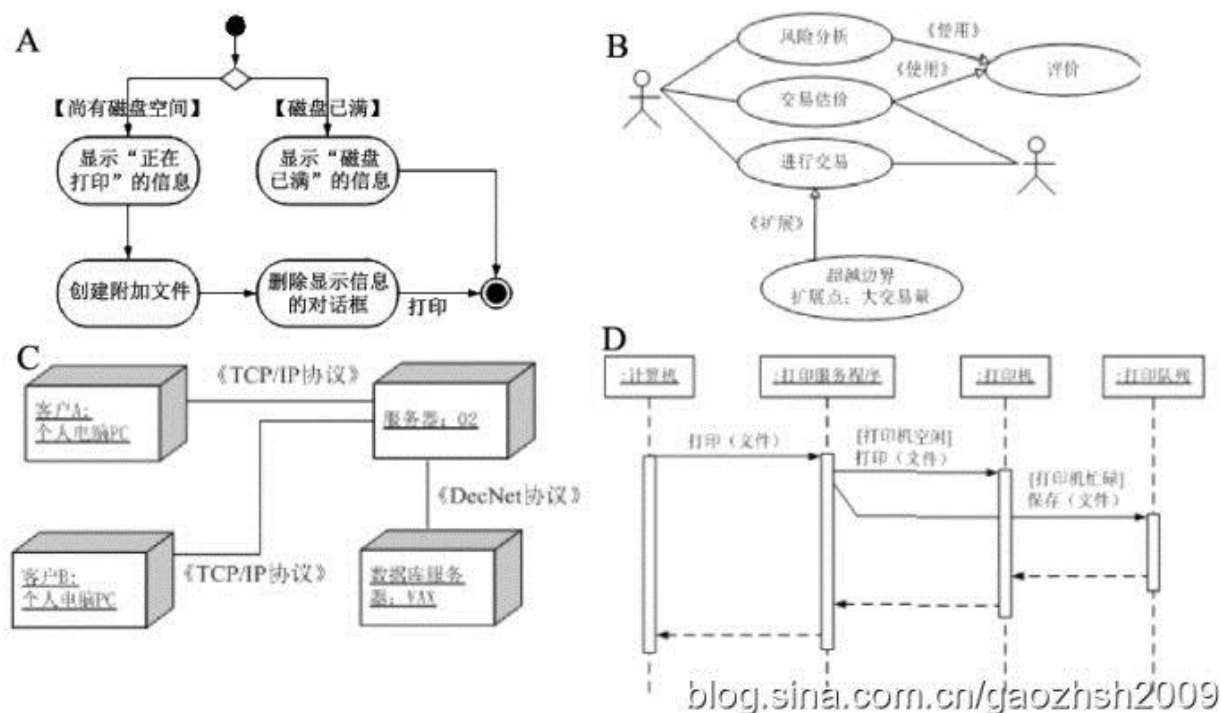 A
【尚有磁盘空间】
【磁盘已满】
显示“正在
打印”的信息
显示“磁盘
已满”的信息
创建附加文件
删除显示信息
的对话框
打印
B
风险分析
《使用》
评价
《使用》
交易估价
进行交易
《扩展》
超越边界
扩展点：大交易量
C
《TCP/IP协议》
客户A:
个人电脑PC
服务器：02
《DecNet协议》
客户B:
个人电脑PC
《TCP/IP协议》
数据库服务
器：VAX
D
:计算机
:打印服务程序
:打印机
:打印队列
打印（文件）
[打印机空闲]
打印（文件）
[打印机忙碌]
保存（文件）
blog.sina.com.cn/gaozhsh2009